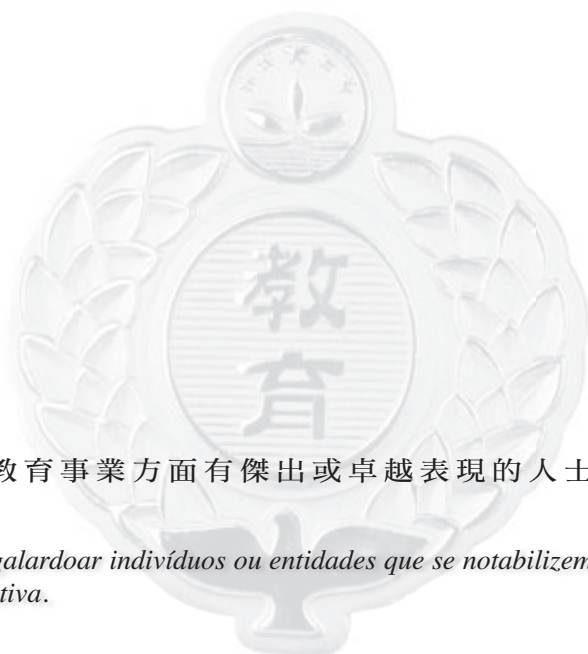 教育
教育事業方面有傑出或卓越表現的人士
galardoar indivíduos ou entidades que se notabilizem
tiva.